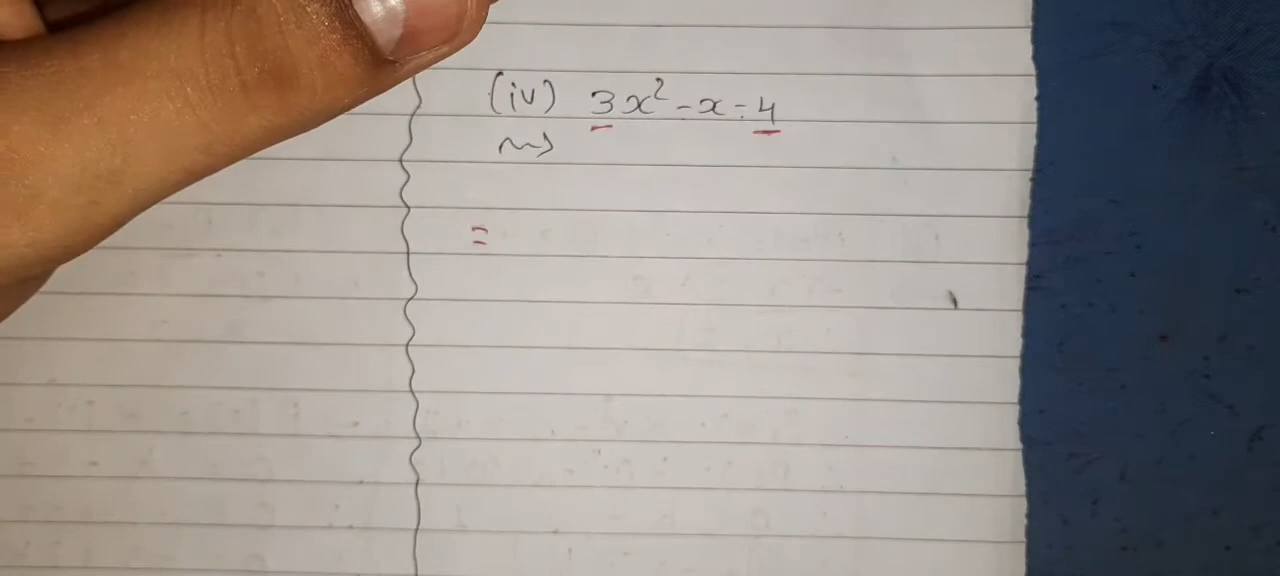 (iv) 3x² - x - 4
=